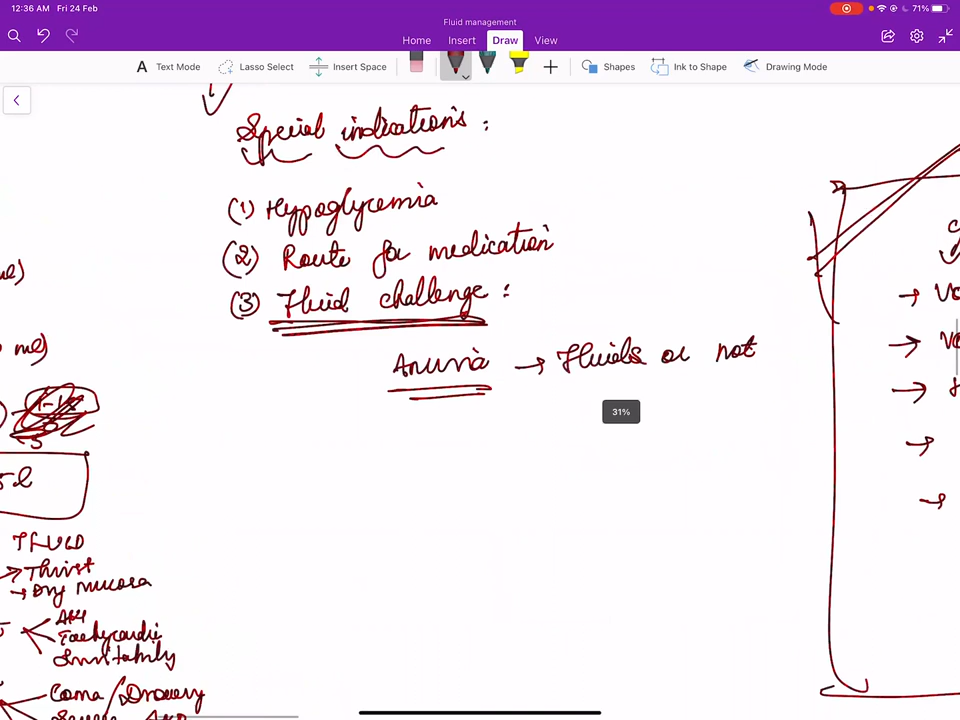 12:36 AM Fri 24 Feb
71%
Fluid management
Home Insert Draw View
Text Mode Lasso Select Insert Space Shapes Ink to Shape Drawing Mode
Special indications :
(1) Hypoglycemia
(2) Route for medication
(3) Fluid challenge :
Anuria → Fluids or not
31%
→ Thirst
→ Dry mucosa
AKI
Tachycardia
Irritability
Coma / Drowsy